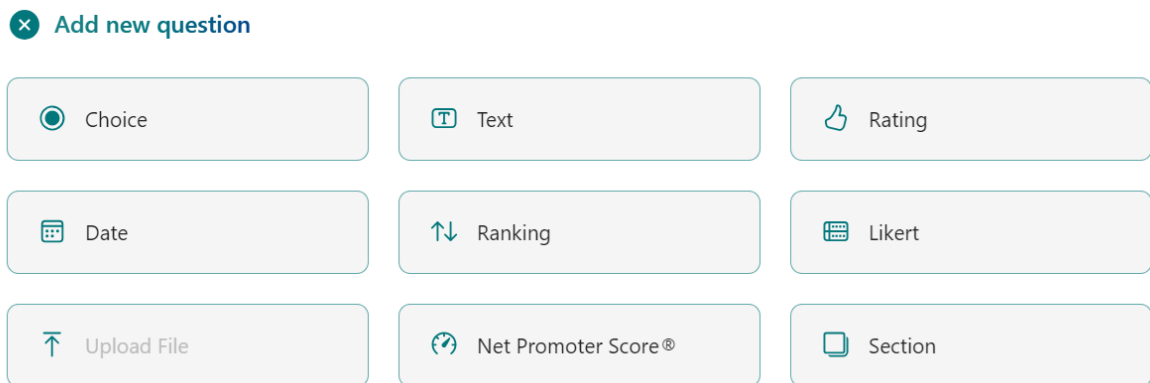 Add new question
Choice
Text
Rating
Date
Ranking
Likert
Upload File
Net Promoter Score®
Section